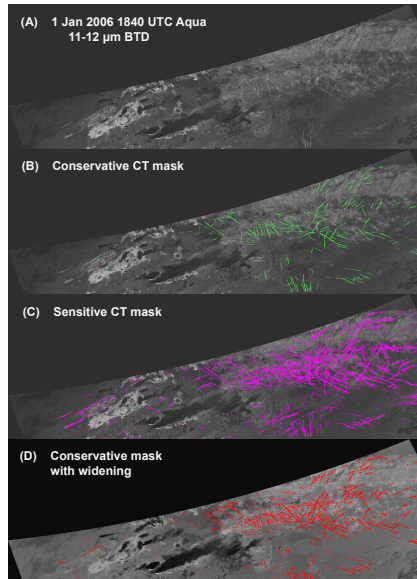 (A) 1 Jan 2006 1840 UTC Aqua
11-12 µm BTD
(B) Conservative CT mask
(C) Sensitive CT mask
(D) Conservative mask
with widening